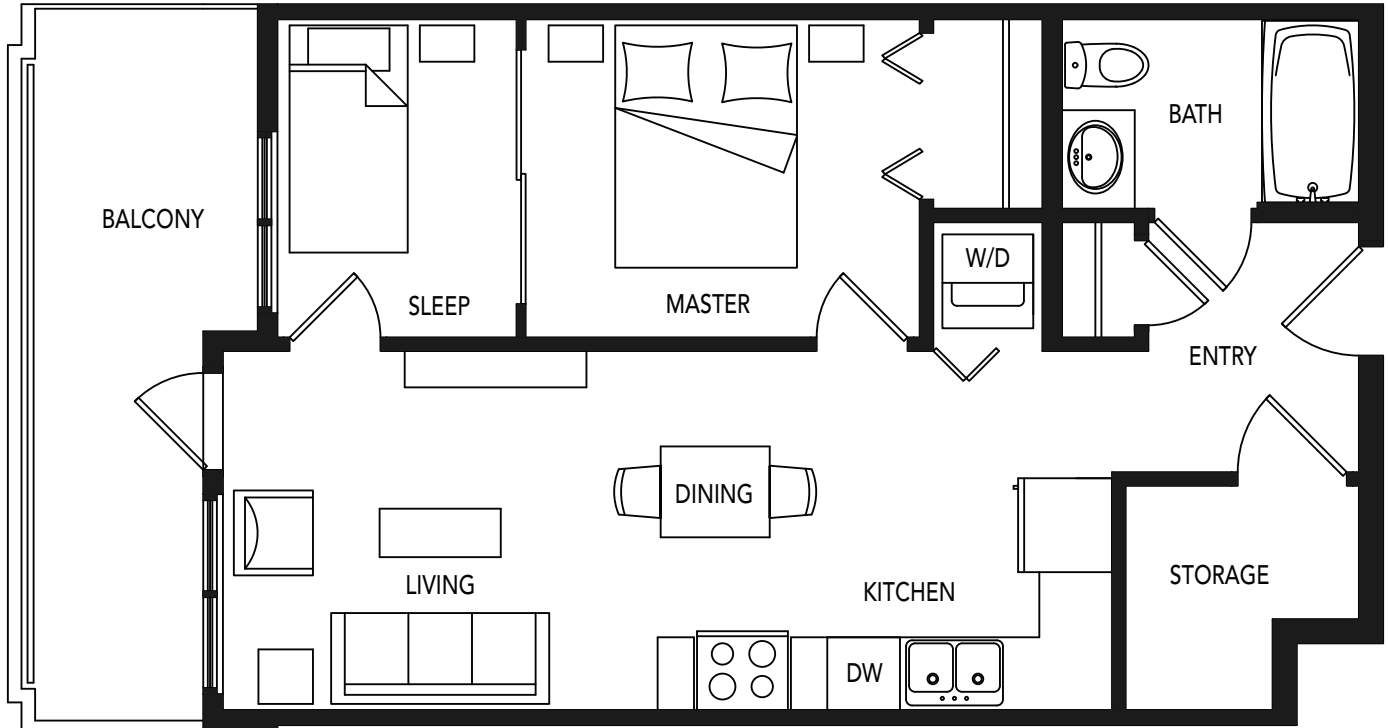 BATH
BALCONY
W/D
SLEEP
MASTER
ENTRY
DINING
LIVING
KITCHEN
STORAGE
DW